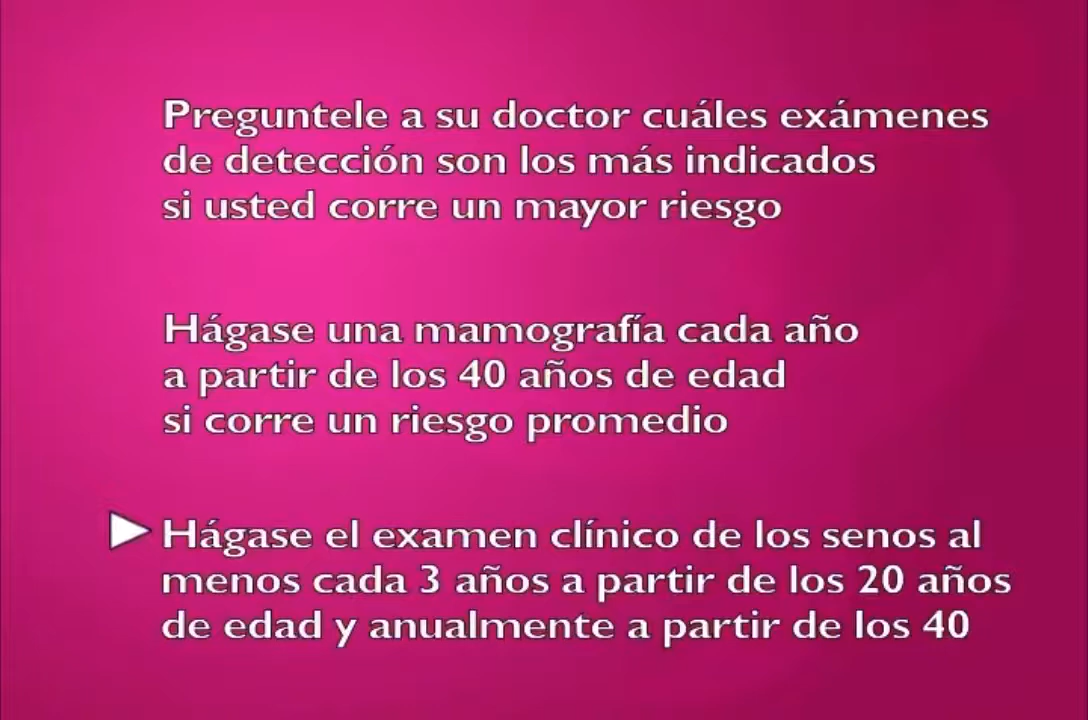 Preguntele a su doctor cuáles exámenes
de detección son los más indicados
si usted corre un mayor riesgo
Hágase una mamografía cada año
a partir de los 40 años de edad
si corre un riesgo promedio
Hágase el examen clínico de los senos al
menos cada 3 años a partir de los 20 años
de edad y anualmente a partir de los 40